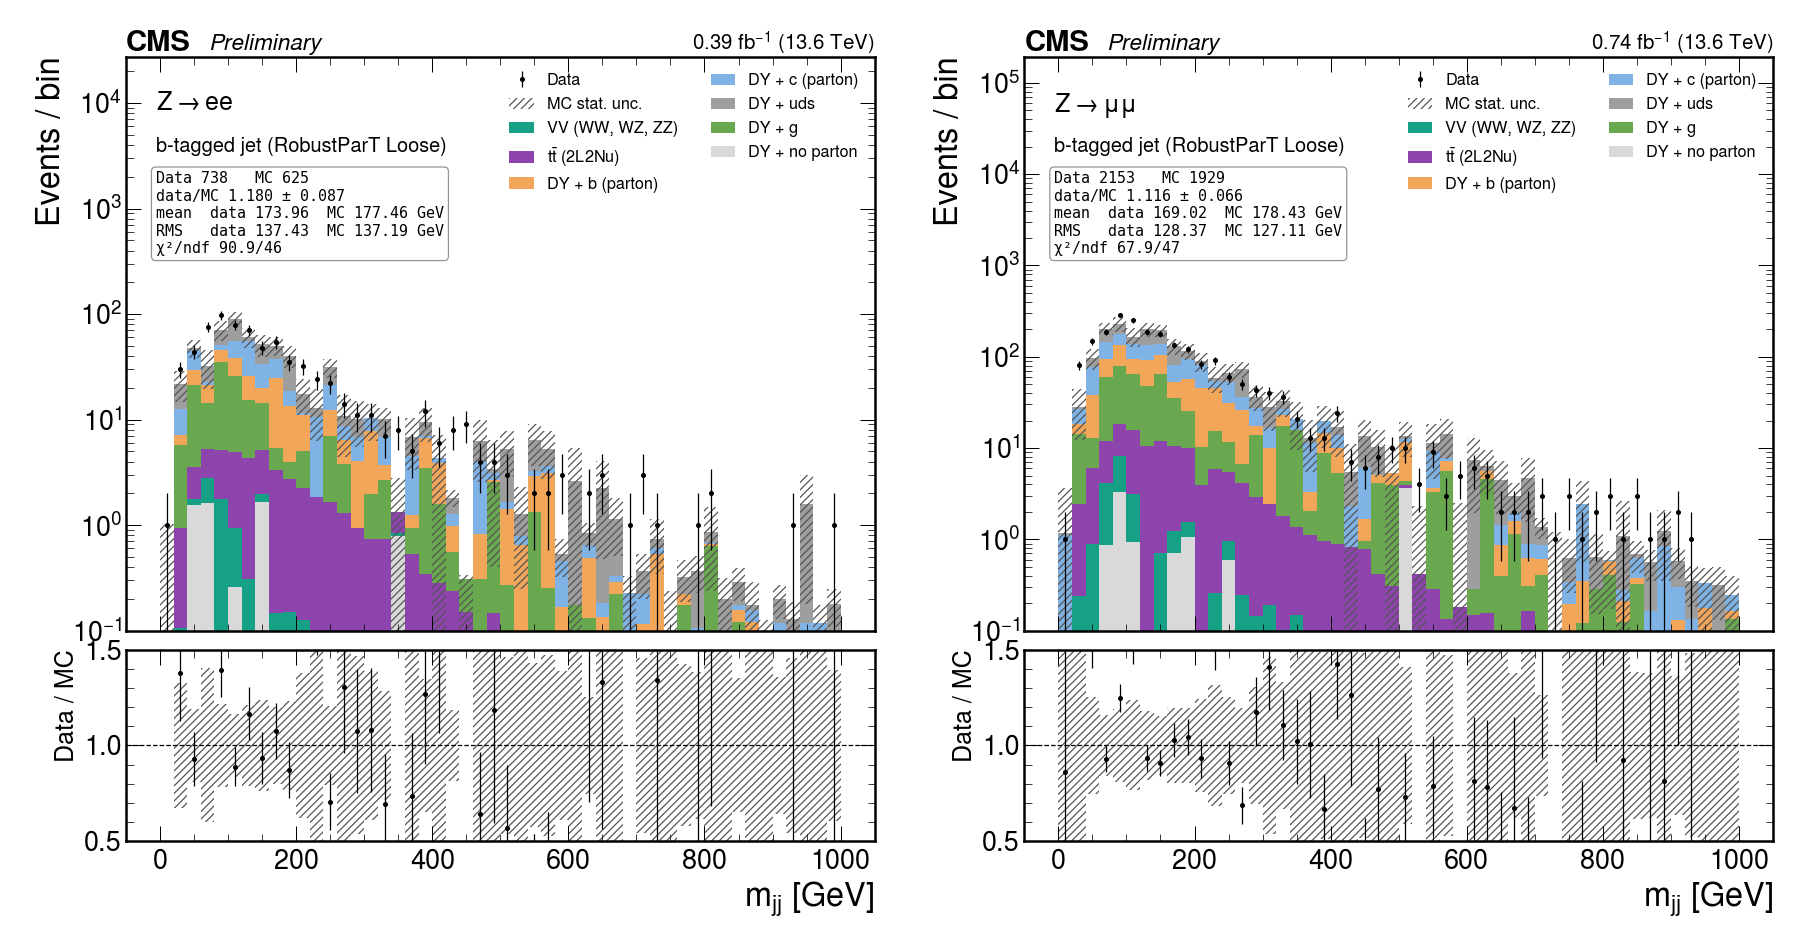 CMS Preliminary 0.39 fb⁻¹ (13.6 TeV)
Events / bin
Z → ee
b-tagged jet (RobustParT Loose)
Data 738   MC 625
data/MC 1.180 ± 0.087
mean  data 173.96  MC 177.46 GeV
RMS   data 137.43  MC 137.19 GeV
χ²/ndf 90.9/46
Data
MC stat. unc.
VV (WW, WZ, ZZ)
tt̄ (2L2Nu)
DY + b (parton)
DY + c (parton)
DY + uds
DY + g
DY + no parton
10⁴
10³
10²
10¹
10⁰
10⁻¹
Data / MC
1.5
1.0
0.5
0 200 400 600 800 1000
m_jj [GeV]
CMS Preliminary 0.74 fb⁻¹ (13.6 TeV)
Events / bin
Z → μμ
b-tagged jet (RobustParT Loose)
Data 2153   MC 1929
data/MC 1.116 ± 0.066
mean  data 169.02  MC 178.43 GeV
RMS   data 128.37  MC 127.11 GeV
χ²/ndf 67.9/47
Data
MC stat. unc.
VV (WW, WZ, ZZ)
tt̄ (2L2Nu)
DY + b (parton)
DY + c (parton)
DY + uds
DY + g
DY + no parton
10⁵
10⁴
10³
10²
10¹
10⁰
10⁻¹
Data / MC
1.5
1.0
0.5
0 200 400 600 800 1000
m_jj [GeV]